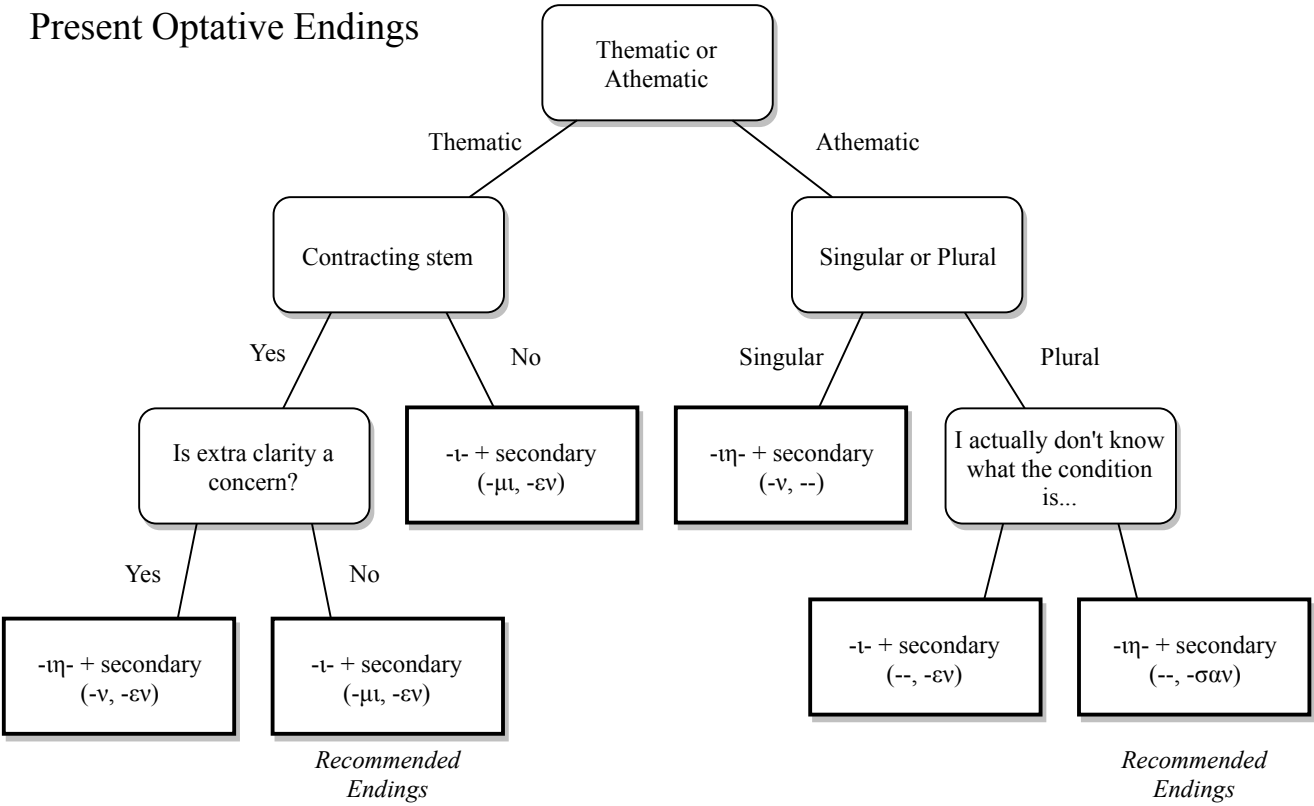 Present Optative Endings
Thematic or
Athematic
Thematic
Athematic
Contracting stem
Singular or Plural
Yes
No
Singular
Plural
Is extra clarity a
concern?
-ι- + secondary
(-μι, -εν)
-ιη- + secondary
(-ν, --)
I actually don't know
what the condition
is...
Yes
No
-ιη- + secondary
(-ν, -εν)
-ι- + secondary
(-μι, -εν)
-ι- + secondary
(--, -εν)
-ιη- + secondary
(--, -σαν)
Recommended
Endings
Recommended
Endings